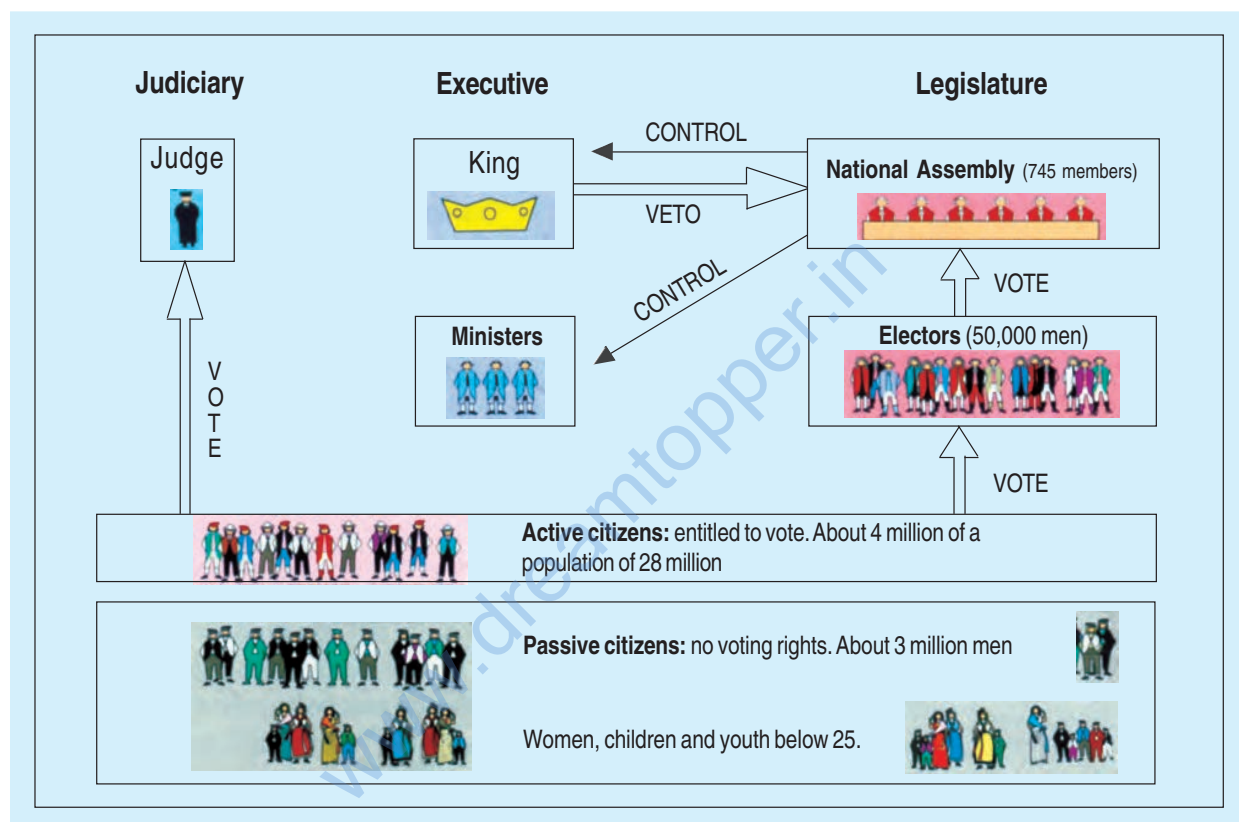 Judiciary
Executive
Legislature
Judge
King
CONTROL
VETO
National Assembly (745 members)
CONTROL
VOTE
Ministers
Electors (50,000 men)
VOTE
VOTE
Active citizens: entitled to vote. About 4 million of a
population of 28 million
Passive citizens: no voting rights. About 3 million men
Women, children and youth below 25.
www.dreamtopper.in